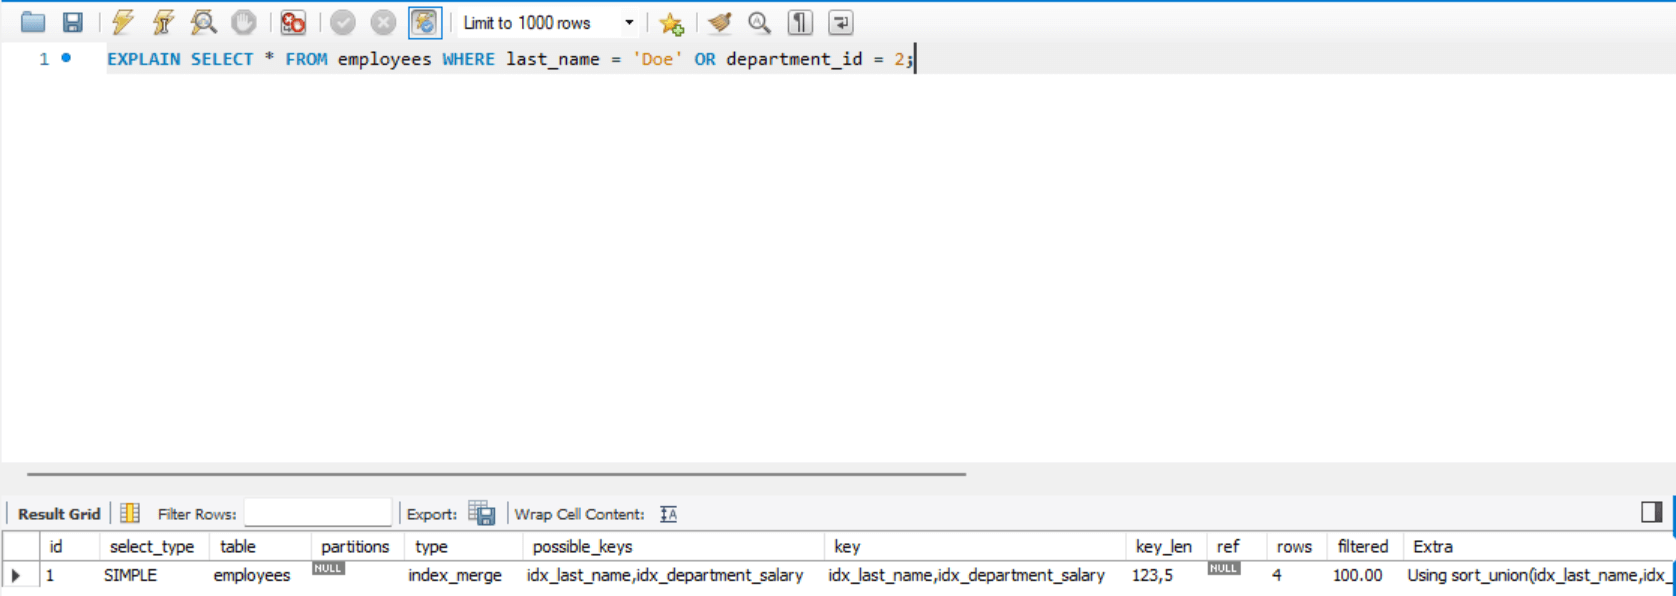 Limit to 1000 rows
1 EXPLAIN SELECT * FROM employees WHERE last_name = 'Doe' OR department_id = 2;
Result Grid Filter Rows: Export: Wrap Cell Content: IA
id select_type table partitions type possible_keys key key_len ref rows filtered Extra
1 SIMPLE employees NULL index_merge idx_last_name,idx_department_salary idx_last_name,idx_department_salary 123,5 NULL 4 100.00 Using sort_union(idx_last_name,idx_